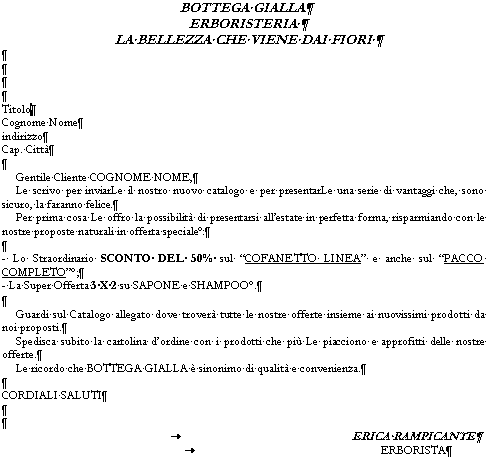 BOTTEGA GIALLA¶
ERBORISTERIA ¶
LA BELLEZZA CHE VIENE DAI FIORI ¶
¶
¶
¶
¶
Titolo¶
Cognome Nome¶
indirizzo¶
Cap. Città¶
¶
Gentile Cliente COGNOME NOME,¶
Le scrivo per inviarLe il nostro nuovo catalogo e per presentarLe una serie di vantaggi che, sono
sicuro, la faranno felice.¶
Per prima cosa Le offro la possibilità di presentarsi all'estate in perfetta forma, risparmiando con le
nostre proposte naturali in offerta speciale°:¶
¶
- Lo Straordinario SCONTO DEL 50% sul “COFANETTO LINEA” e anche sul “PACCO
COMPLETO”°;¶
- La Super Offerta 3 X 2 su SAPONE e SHAMPOO°.¶
¶
Guardi sul Catalogo allegato dove troverà tutte le nostre offerte insieme ai nuovissimi prodotti da
noi proposti.¶
Spedisca subito la cartolina d'ordine con i prodotti che più Le piacciono e approfitti delle nostre
offerte.¶
Le ricordo che BOTTEGA GIALLA è sinonimo di qualità e convenienza.¶
¶
CORDIALI SALUTI¶
¶
¶
→ ERICA RAMPICANTE¶
→ ERBORISTA¶